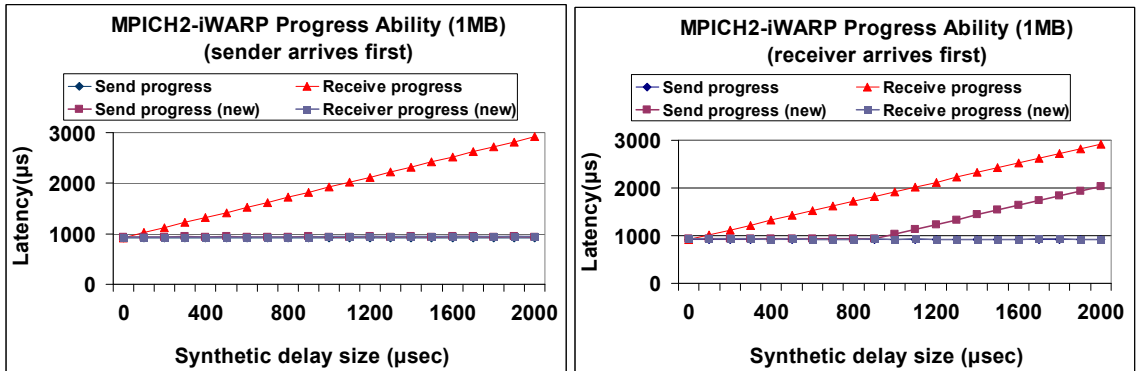 MPICH2-iWARP Progress Ability (1MB)
(sender arrives first)
Send progress
Receive progress
Send progress (new)
Receiver progress (new)
3000
2000
1000
0
Latency(µs)
0
400
800
1200
1600
2000
Synthetic delay size (µsec)
MPICH2-iWARP Progress Ability (1MB)
(receiver arrives first)
Send progress
Receive progress
Send progress (new)
Receive progress (new)
3000
2000
1000
0
Latency(µs)
0
400
800
1200
1600
2000
Synthetic delay size (µsec)